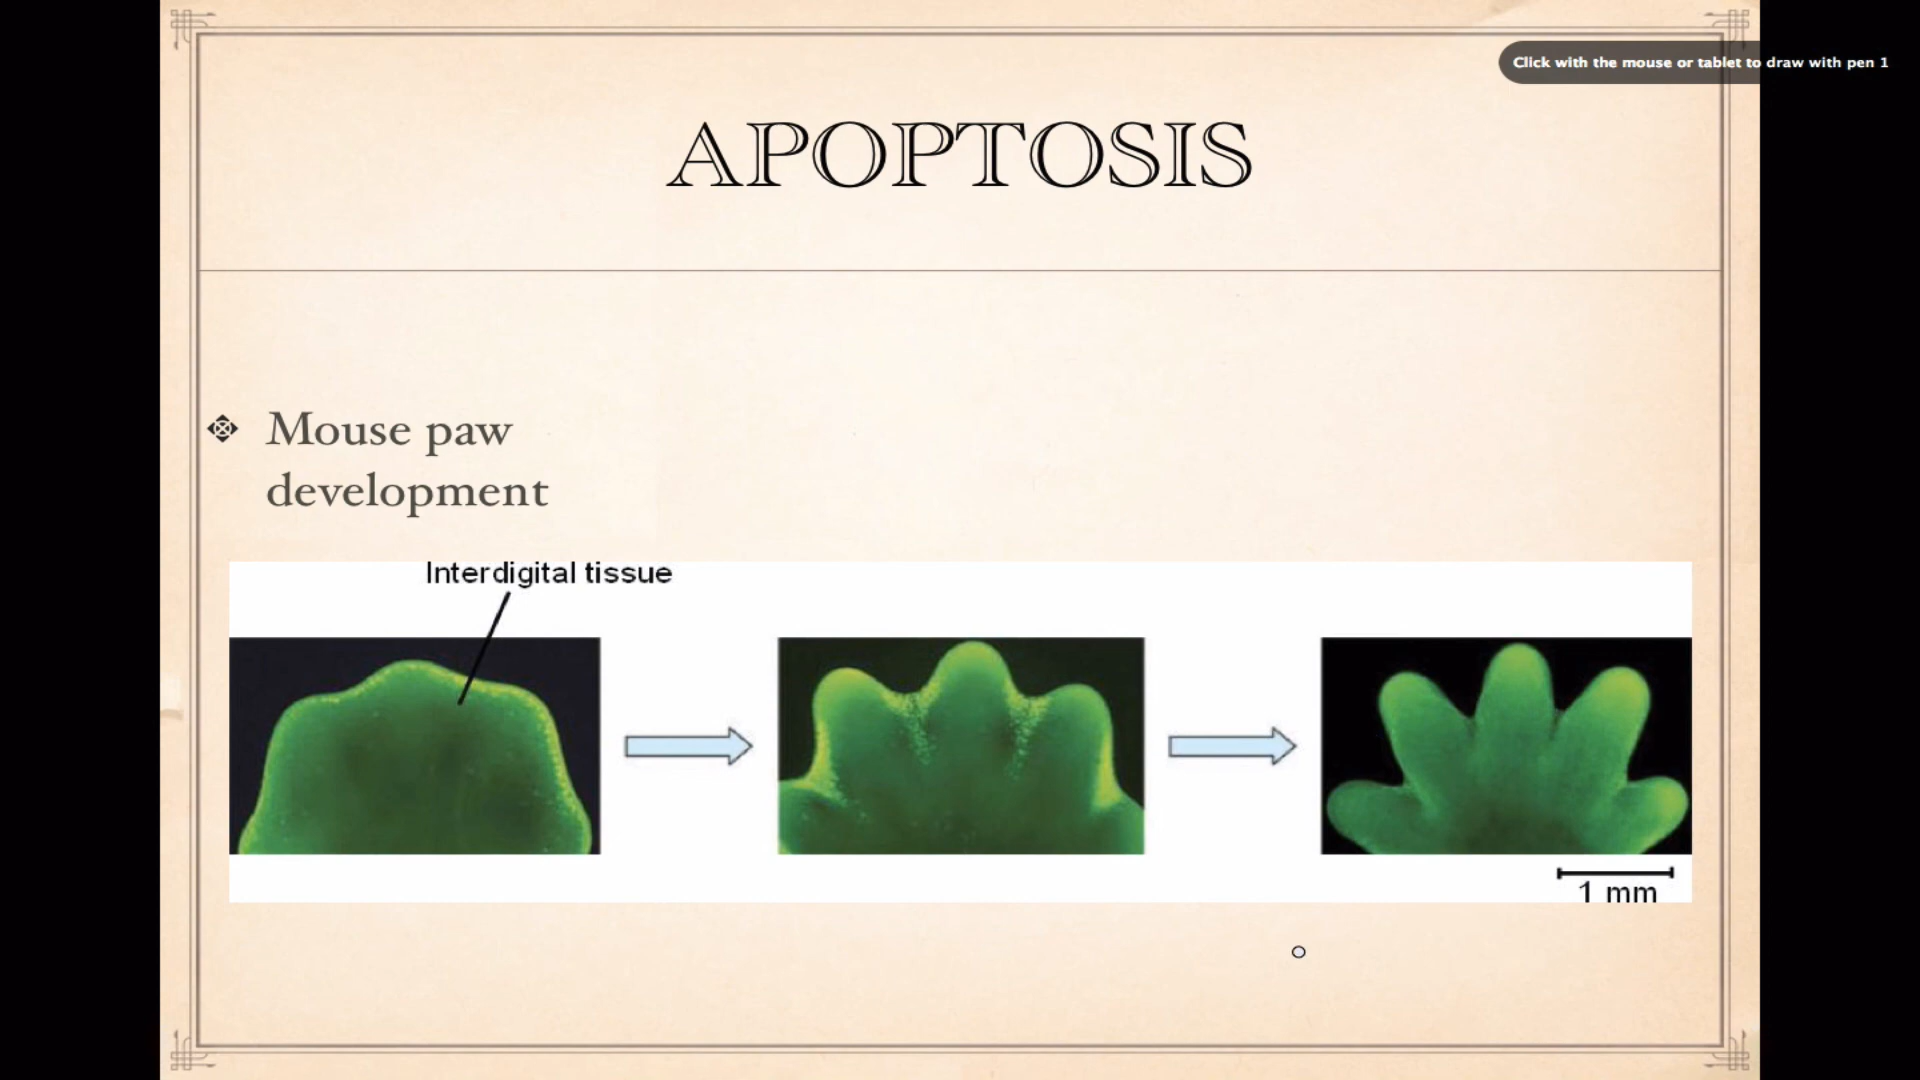 Click with the mouse or tablet to draw with pen 1
APOPTOSIS
Mouse paw
development
Interdigital tissue
1 mm